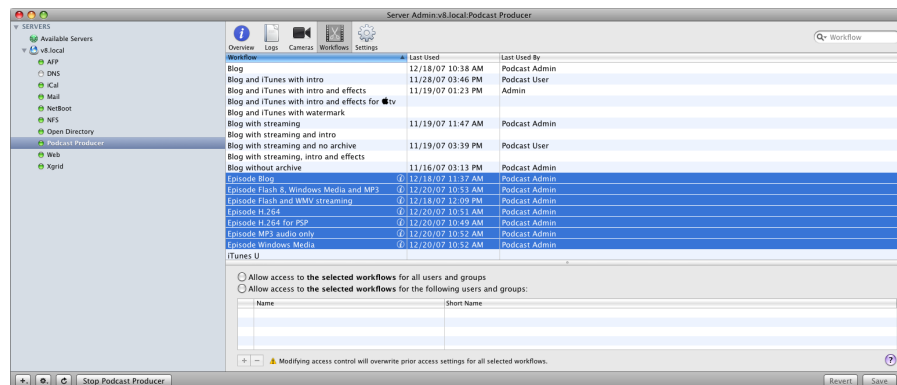 Server Admin:v8.local:Podcast Producer
SERVERS
Available Servers
v8.local
AFP
DNS
iCal
Mail
NetBoot
NFS
Open Directory
Podcast Producer
Web
Xgrid
Overview Logs Cameras Workflows Settings
Workflow
Workflow Last Used Last Used By
Blog 12/18/07 10:38 AM Podcast Admin
Blog and iTunes with intro 11/28/07 03:46 PM Podcast User
Blog and iTunes with intro and effects 11/19/07 01:23 PM Admin
Blog and iTunes with intro and effects for tv
Blog and iTunes with watermark
Blog with streaming 11/19/07 11:47 AM Podcast Admin
Blog with streaming and intro
Blog with streaming and no archive 11/19/07 03:39 PM Podcast User
Blog with streaming, intro and effects
Blog without archive 11/16/07 03:13 PM Podcast Admin
Episode Blog 12/18/07 11:37 AM Podcast Admin
Episode Flash 8, Windows Media and MP3 12/20/07 10:53 AM Podcast Admin
Episode Flash and WMV streaming 12/18/07 12:09 PM Podcast Admin
Episode H.264 12/20/07 10:51 AM Podcast Admin
Episode H.264 for PSP 12/20/07 10:49 AM Podcast Admin
Episode MP3 audio only 12/20/07 10:52 AM Podcast Admin
Episode Windows Media 12/20/07 10:52 AM Podcast Admin
iTunes U
Allow access to the selected workflows for all users and groups
Allow access to the selected workflows for the following users and groups:
Name Short Name
+ − Modifying access control will overwrite prior access settings for all selected workflows. ?
Stop Podcast Producer Revert Save